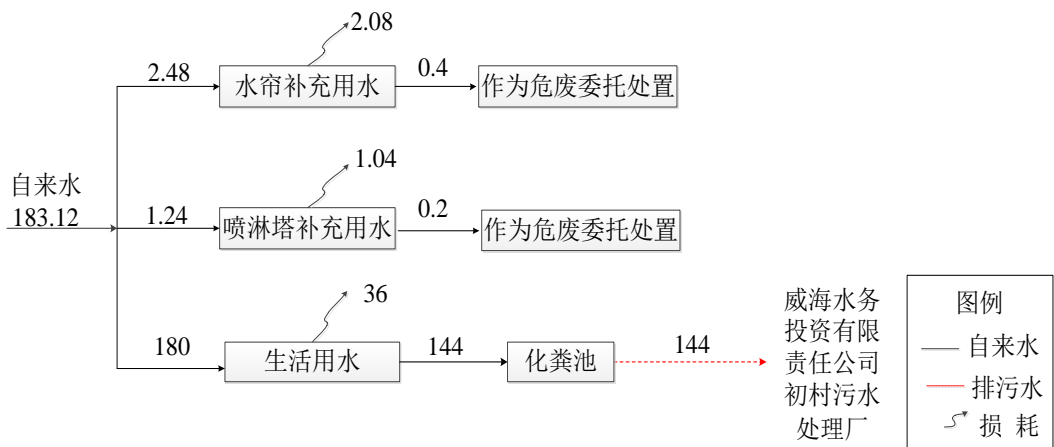 2.08
2.48
水帘补充用水
0.4
作为危废委托处置
1.04
自来水
183.12
1.24
喷淋塔补充用水
0.2
作为危废委托处置
36
180
生活用水
144
化粪池
144
威海水务
投资有限
责任公司
初村污水
处理厂
图例
自来水
排污水
损 耗